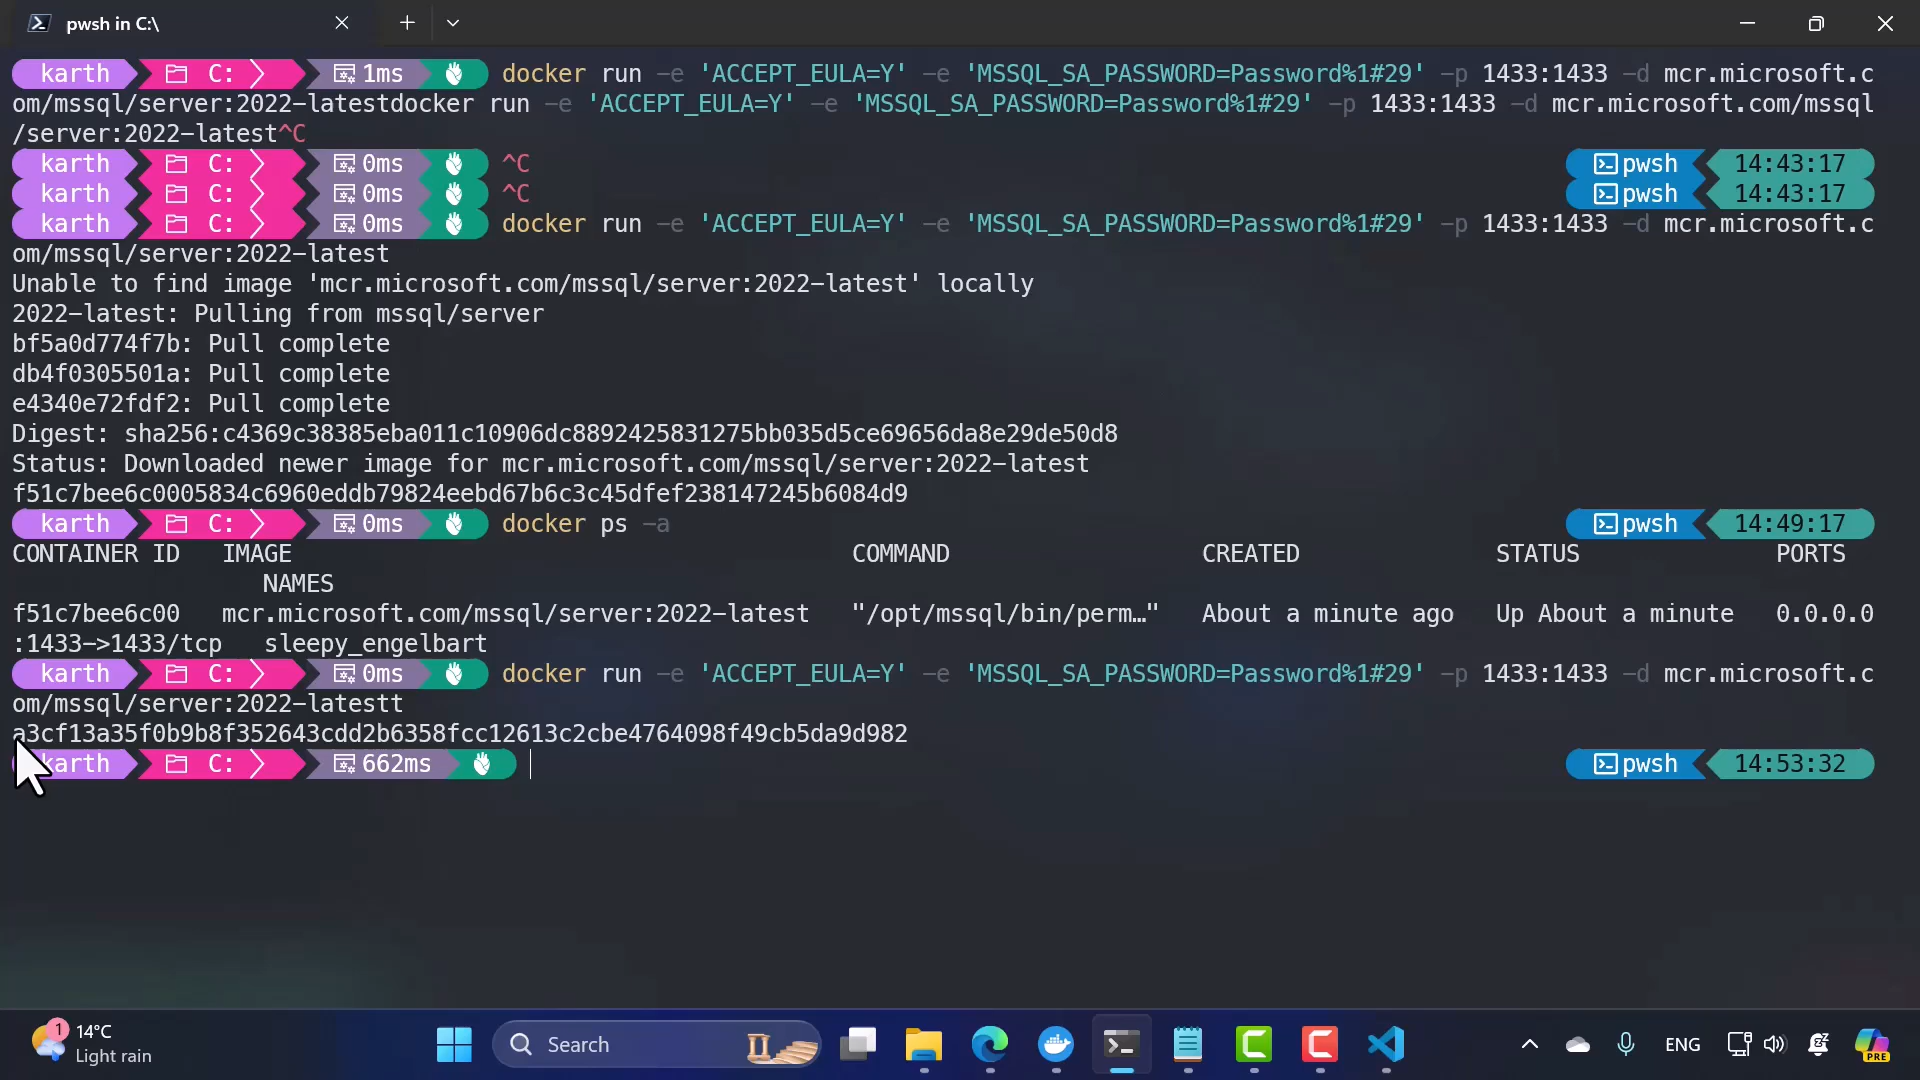 pwsh in C:\
karth C: 1ms docker run -e 'ACCEPT_EULA=Y' -e 'MSSQL_SA_PASSWORD=Password%1#29' -p 1433:1433 -d mcr.microsoft.c
om/mssql/server:2022-latestdocker run -e 'ACCEPT_EULA=Y' -e 'MSSQL_SA_PASSWORD=Password%1#29' -p 1433:1433 -d mcr.microsoft.com/mssql
/server:2022-latest^C
karth C: 0ms ^C pwsh 14:43:17
karth C: 0ms ^C pwsh 14:43:17
karth C: 0ms docker run -e 'ACCEPT_EULA=Y' -e 'MSSQL_SA_PASSWORD=Password%1#29' -p 1433:1433 -d mcr.microsoft.c
om/mssql/server:2022-latest
Unable to find image 'mcr.microsoft.com/mssql/server:2022-latest' locally
2022-latest: Pulling from mssql/server
bf5a0d774f7b: Pull complete
db4f0305501a: Pull complete
e4340e72fdf2: Pull complete
Digest: sha256:c4369c38385eba011c10906dc8892425831275bb035d5ce69656da8e29de50d8
Status: Downloaded newer image for mcr.microsoft.com/mssql/server:2022-latest
f51c7bee6c0005834c6960eddb79824eebd67b6c3c45dfef238147245b6084d9
karth C: 0ms docker ps -a pwsh 14:49:17
CONTAINER ID IMAGE COMMAND CREATED STATUS PORTS
NAMES
f51c7bee6c00 mcr.microsoft.com/mssql/server:2022-latest "/opt/mssql/bin/perm…" About a minute ago Up About a minute 0.0.0.0
:1433->1433/tcp sleepy_engelbart
karth C: 0ms docker run -e 'ACCEPT_EULA=Y' -e 'MSSQL_SA_PASSWORD=Password%1#29' -p 1433:1433 -d mcr.microsoft.c
om/mssql/server:2022-latestt
a3cf13a35f0b9b8f352643cdd2b6358fcc12613c2cbe4764098f49cb5da9d982
karth C: 662ms pwsh 14:53:32
1 14°C
Light rain
Search
ENG
PRE